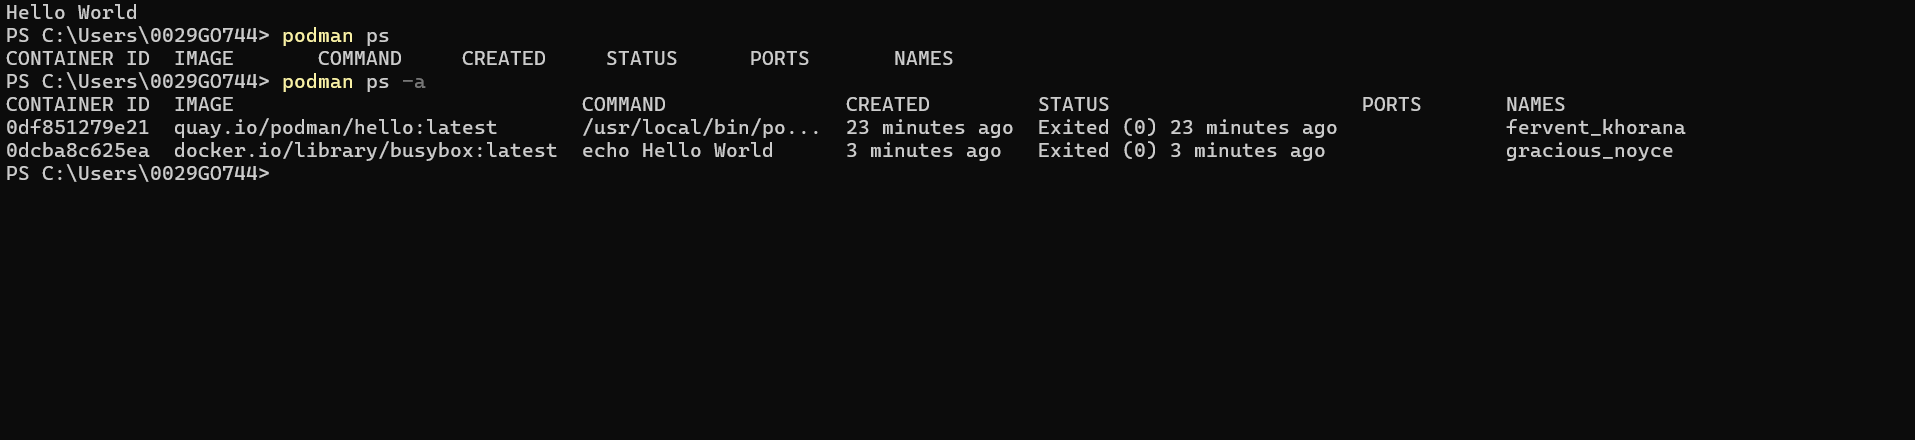 Hello World
PS C:\Users\0029GO744> podman ps
CONTAINER ID  IMAGE       COMMAND     CREATED     STATUS      PORTS       NAMES
PS C:\Users\0029GO744> podman ps -a
CONTAINER ID  IMAGE                             COMMAND               CREATED         STATUS                     PORTS       NAMES
0df851279e21  quay.io/podman/hello:latest       /usr/local/bin/po...  23 minutes ago  Exited (0) 23 minutes ago              fervent_khorana
0dcba8c625ea  docker.io/library/busybox:latest  echo Hello World      3 minutes ago   Exited (0) 3 minutes ago               gracious_noyce
PS C:\Users\0029GO744>